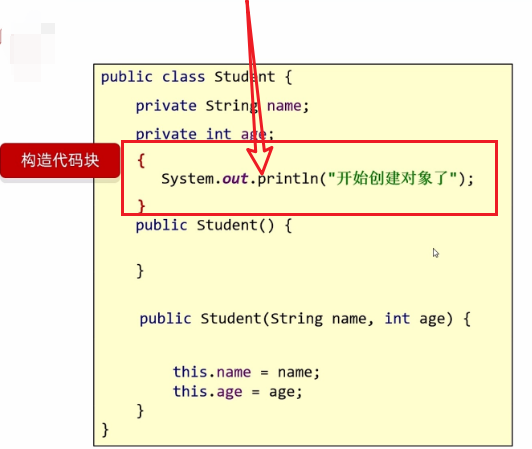 public class Student {
private String name;
private int age;
构造代码块
{
System.out.println("开始创建对象了");
}
public Student() {
}
public Student(String name, int age) {
this.name = name;
this.age = age;
}
}